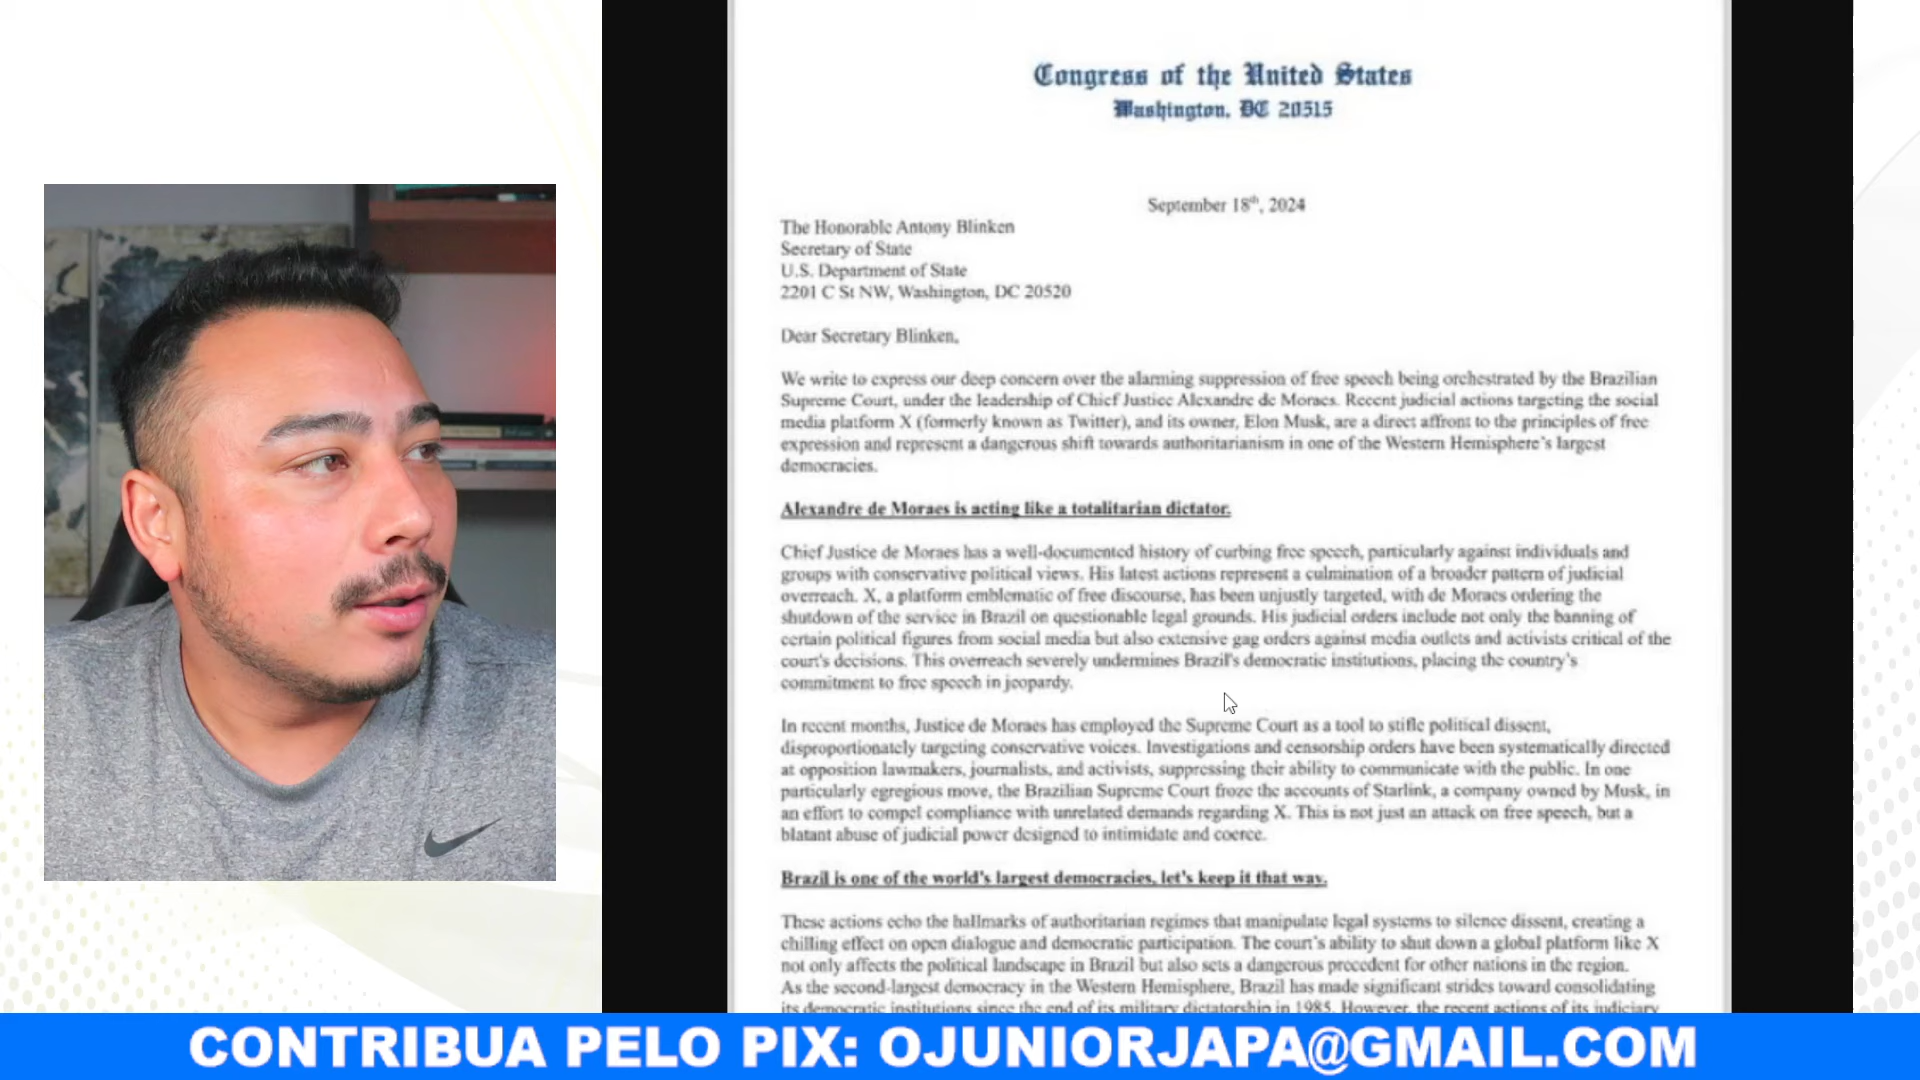 Congress of the United States
Washington, DC 20515
September 18th, 2024
The Honorable Antony Blinken
Secretary of State
U.S. Department of State
2201 C St NW, Washington, DC 20520
Dear Secretary Blinken,
We write to express our deep concern over the alarming suppression of free speech being orchestrated by the Brazilian
Supreme Court, under the leadership of Chief Justice Alexandre de Moraes. Recent judicial actions targeting the social
media platform X (formerly known as Twitter), and its owner, Elon Musk, are a direct affront to the principles of free
expression and represent a dangerous shift towards authoritarianism in one of the Western Hemisphere's largest
democracies.
Alexandre de Moraes is acting like a totalitarian dictator.
Chief Justice de Moraes has a well-documented history of curbing free speech, particularly against individuals and
groups with conservative political views. His latest actions represent a culmination of a broader pattern of judicial
overreach. X, a platform emblematic of free discourse, has been unjustly targeted, with de Moraes ordering the
shutdown of the service in Brazil on questionable legal grounds. His judicial orders include not only the banning of
certain political figures from social media but also extensive gag orders against media outlets and activists critical of the
court's decisions. This overreach severely undermines Brazil's democratic institutions, placing the country's
commitment to free speech in jeopardy.
In recent months, Justice de Moraes has employed the Supreme Court as a tool to stifle political dissent,
disproportionately targeting conservative voices. Investigations and censorship orders have been systematically directed
at opposition lawmakers, journalists, and activists, suppressing their ability to communicate with the public. In one
particularly egregious move, the Brazilian Supreme Court froze the accounts of Starlink, a company owned by Musk, in
an effort to compel compliance with unrelated demands regarding X. This is not just an attack on free speech, but a
blatant abuse of judicial power designed to intimidate and coerce.
Brazil is one of the world's largest democracies, let's keep it that way.
These actions echo the hallmarks of authoritarian regimes that manipulate legal systems to silence dissent, creating a
chilling effect on open dialogue and democratic participation. The court's ability to shut down a global platform like X
not only affects the political landscape in Brazil but also sets a dangerous precedent for other nations in the region.
As the second-largest democracy in the Western Hemisphere, Brazil has made significant strides toward consolidating
its democratic institutions since the end of its military dictatorship in 1985. However, the recent actions of its judiciary
CONTRIBUA PELO PIX: OJUNIORJAPA@GMAIL.COM